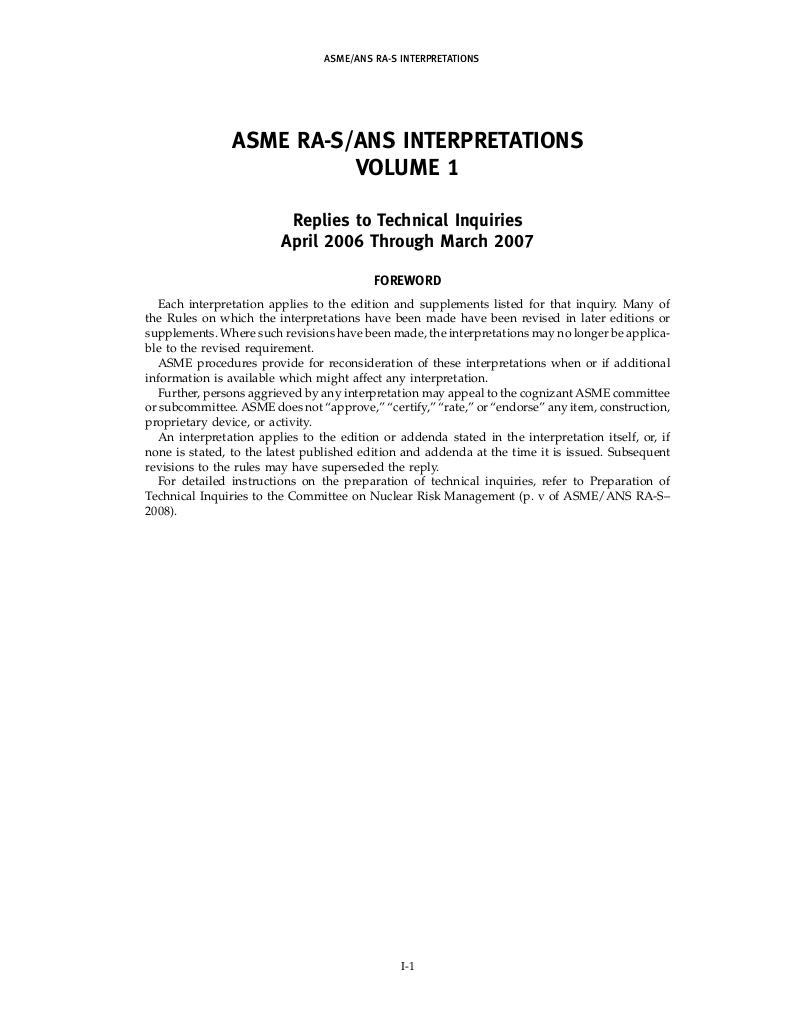 ASME/ANS RA-S INTERPRETATIONS
ASME RA-S/ANS INTERPRETATIONS
VOLUME 1
Replies to Technical Inquiries
April 2006 Through March 2007
FOREWORD
Each interpretation applies to the edition and supplements listed for that inquiry. Many of
the Rules on which the interpretations have been made have been revised in later editions or
supplements. Where such revisions have been made, the interpretations may no longer be applica-
ble to the revised requirement.
ASME procedures provide for reconsideration of these interpretations when or if additional
information is available which might affect any interpretation.
Further, persons aggrieved by any interpretation may appeal to the cognizant ASME committee
or subcommittee. ASME does not “approve,” “certify,” “rate,” or “endorse” any item, construction,
proprietary device, or activity.
An interpretation applies to the edition or addenda stated in the interpretation itself, or, if
none is stated, to the latest published edition and addenda at the time it is issued. Subsequent
revisions to the rules may have superseded the reply.
For detailed instructions on the preparation of technical inquiries, refer to Preparation of
Technical Inquiries to the Committee on Nuclear Risk Management (p. v of ASME/ANS RA-S–
2008).
I-1